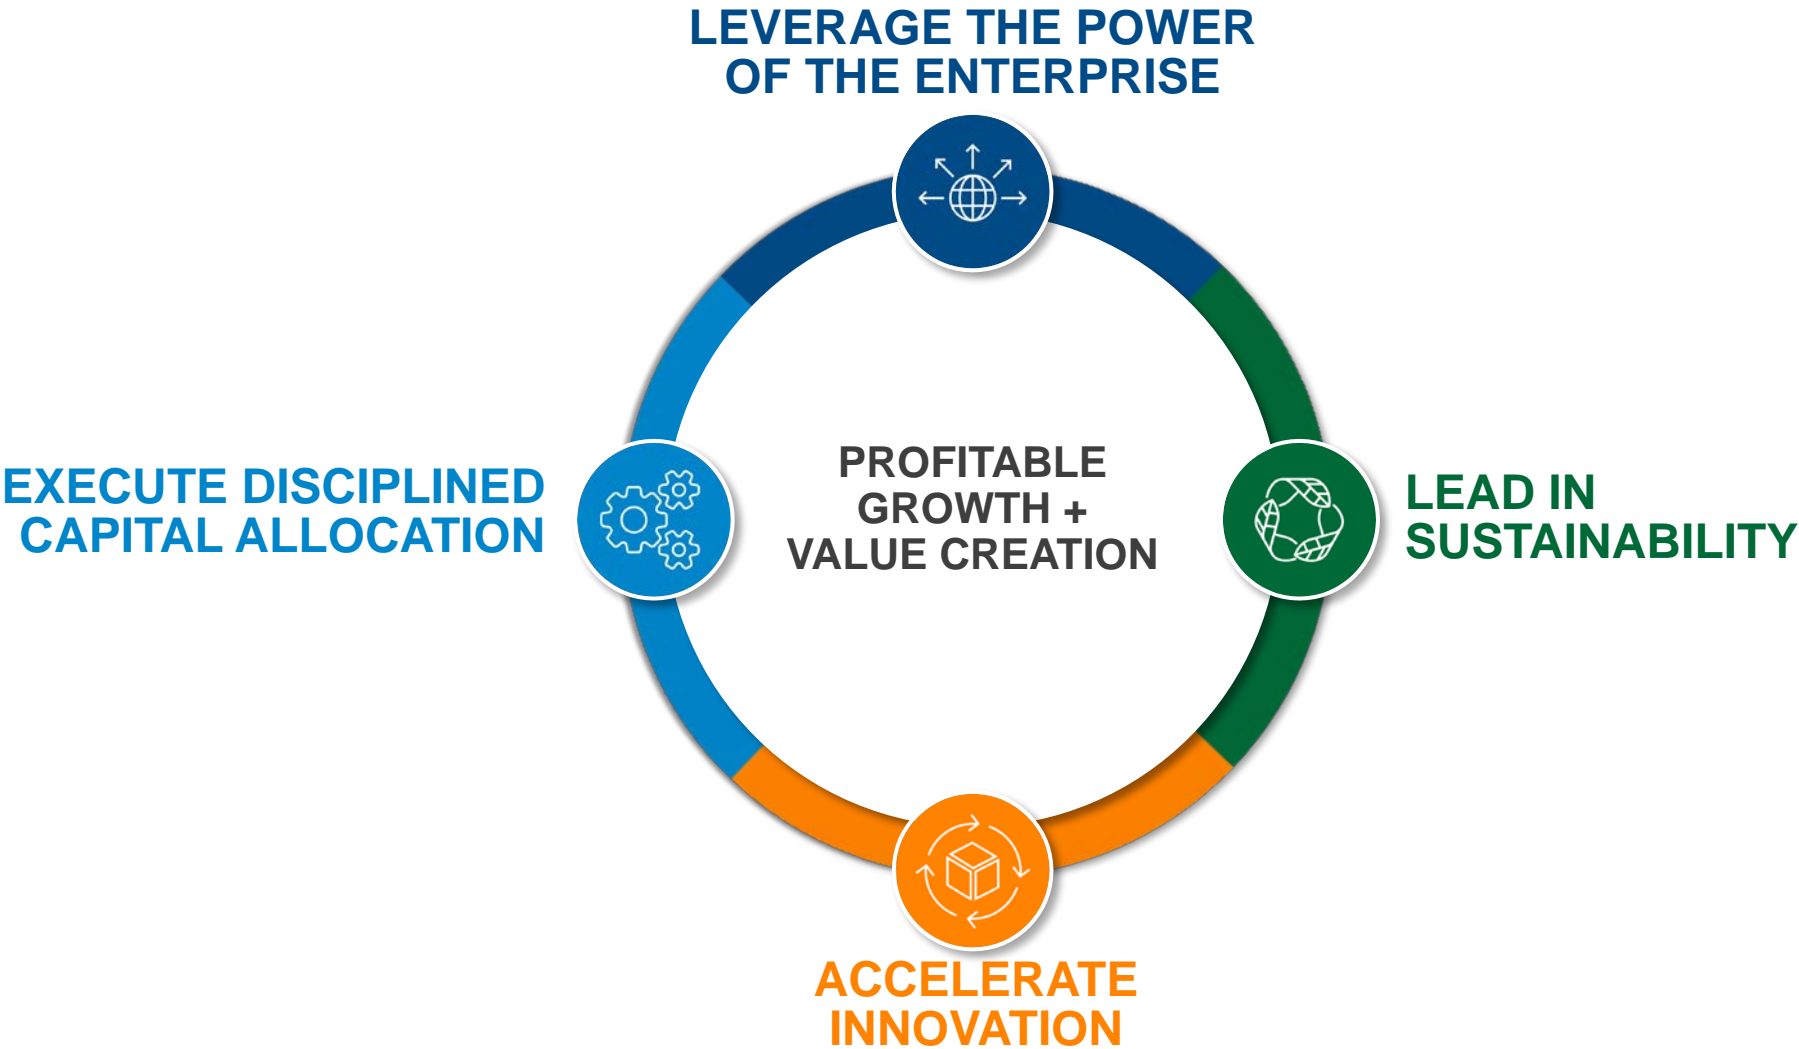 LEVERAGE THE POWER
OF THE ENTERPRISE
EXECUTE DISCIPLINED
CAPITAL ALLOCATION
PROFITABLE
GROWTH +
VALUE CREATION
LEAD IN
SUSTAINABILITY
ACCELERATE
INNOVATION